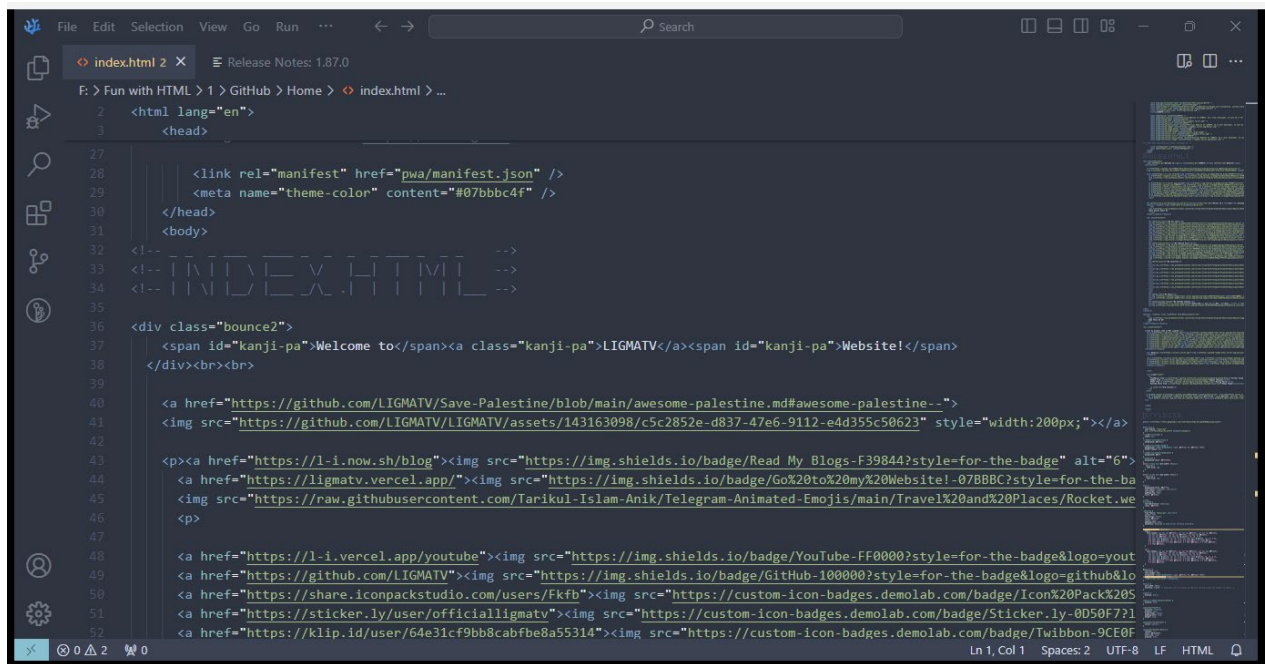 File Edit Selection View Go Run ··· Search
index.html 2 Release Notes: 1.87.0
F: > Fun with HTML > 1 > GitHub > Home > index.html > ...
2 <html lang="en">
3 <head>
27
28 <link rel="manifest" href="pwa/manifest.json" />
29 <meta name="theme-color" content="#07bbbc4f" />
30 </head>
31 <body>
32 <!-- -->
33 <!-- -->
34 <!-- -->
35
36 <div class="bounce2">
37 <span id="kanji-pa">Welcome to</span><a class="kanji-pa">LIGMATV</a><span id="kanji-pa">Website!</span>
38 </div><br><br>
39
40 <a href="https://github.com/LIGMATV/Save-Palestine/blob/main/awesome-palestine.md#awesome-palestine--">
41 <img src="https://github.com/LIGMATV/LIGMATV/assets/143163098/c5c2852e-d837-47e6-9112-e4d355c50623" style="width:200px;"></a>
42
43 <p><a href="https://l-i.now.sh/blog"><img src="https://img.shields.io/badge/Read My Blogs-F39844?style=for-the-badge" alt="6">
44 <a href="https://ligmatv.vercel.app/"><img src="https://img.shields.io/badge/Go%20to%20my%20Website!-07BBBC?style=for-the-ba
45 <img src="https://raw.githubusercontent.com/Tarikul-Islam-Anik/Telegram-Animated-Emojis/main/Travel%20and%20Places/Rocket.we
46 <p>
47
48 <a href="https://l-i.vercel.app/youtube"><img src="https://img.shields.io/badge/YouTube-FF0000?style=for-the-badge&logo=yout
49 <a href="https://github.com/LIGMATV"><img src="https://img.shields.io/badge/GitHub-100000?style=for-the-badge&logo=github&lo
50 <a href="https://share.iconpackstudio.com/users/Fkfb"><img src="https://custom-icon-badges.demolab.com/badge/Icon%20Pack%20S
51 <a href="https://sticker.ly/user/officialligmatv"><img src="https://custom-icon-badges.demolab.com/badge/Sticker.ly-0D50F7?l
52 <a href="https://klip.id/user/64e31cf9bb8cabfbe8a55314"><img src="https://custom-icon-badges.demolab.com/badge/Twibbon-9CE0F
0 2 0 Ln 1, Col 1 Spaces: 2 UTF-8 LF HTML